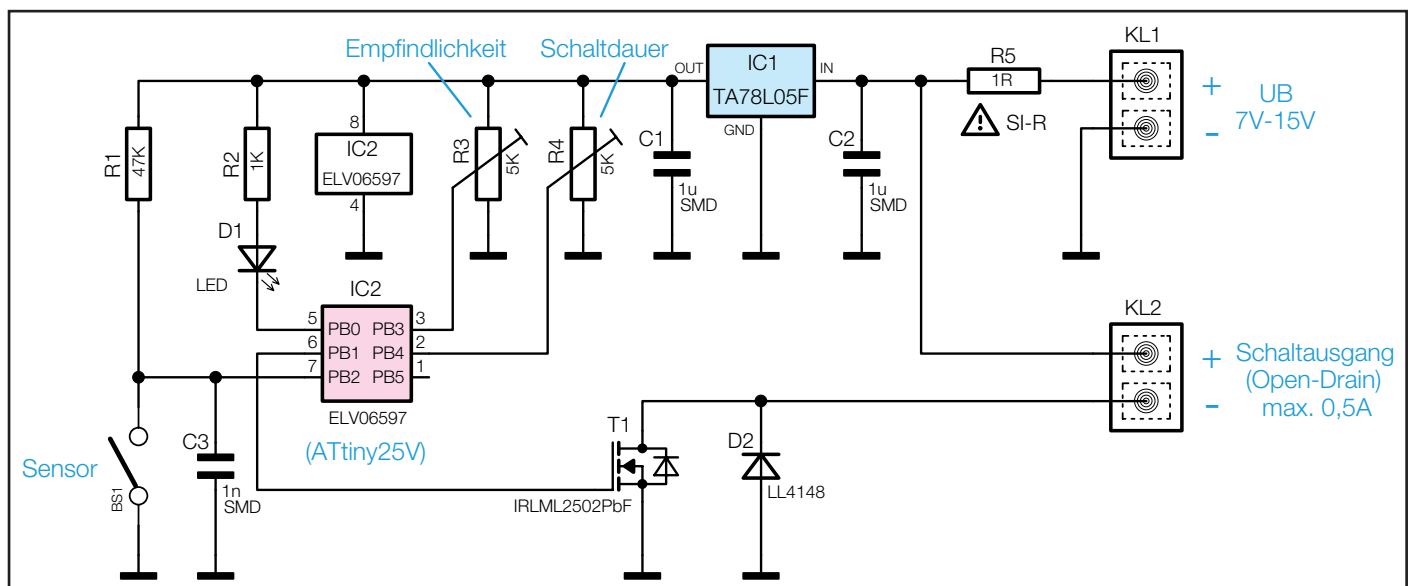 Empfindlichkeit
Schaltdauer
OUT
IC1
TA78L05F
IN
GND
R5
1R
SI-R
KL1
+
-
UB
7V-15V
R1
47K
R2
1K
8
IC2
ELV06597
4
R3
5K
R4
5K
C1
1u
SMD
C2
1u
SMD
D1
LED
IC2
5 PB0 PB3 3
6 PB1 PB4 2
7 PB2 PB5 1
ELV06597
(ATtiny25V)
KL2
+
-
Schaltausgang
(Open-Drain)
max. 0,5A
Sensor
BS1
C3
1n
SMD
T1
IRLML2502PbF
D2
LL4148